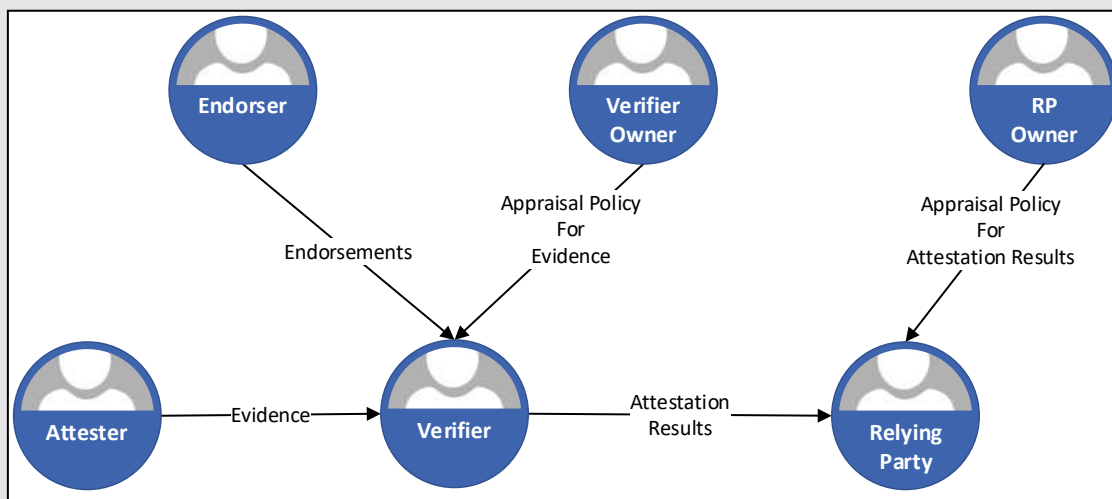 Endorser
Verifier
Owner
RP
Owner
Endorsements
Appraisal Policy
For
Evidence
Appraisal Policy
For
Attestation Results
Attester
Evidence
Verifier
Attestation
Results
Relying
Party